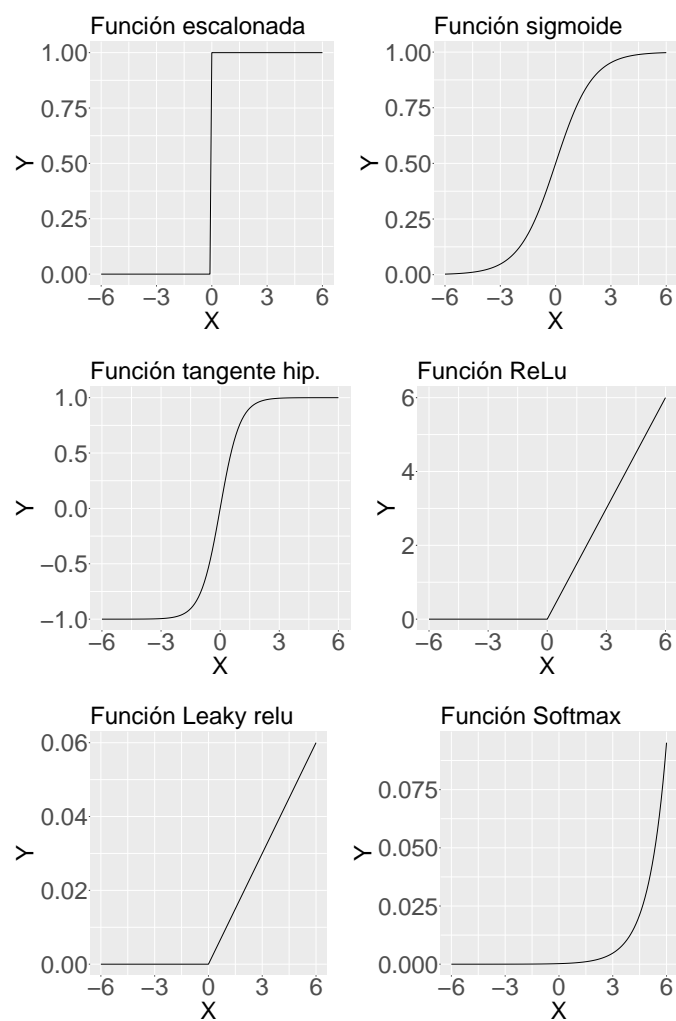 Función escalonada
1.00
0.75
0.50
0.25
0.00
Y
−6 −3 0 3 6
X
Función sigmoide
1.00
0.75
0.50
0.25
0.00
Y
−6 −3 0 3 6
X
Función tangente hip.
1.0
0.5
0.0
−0.5
−1.0
Y
−6 −3 0 3 6
X
Función ReLu
6
4
2
0
Y
−6 −3 0 3 6
X
Función Leaky relu
0.06
0.04
0.02
0.00
Y
−6 −3 0 3 6
X
Función Softmax
0.075
0.050
0.025
0.000
Y
−6 −3 0 3 6
X